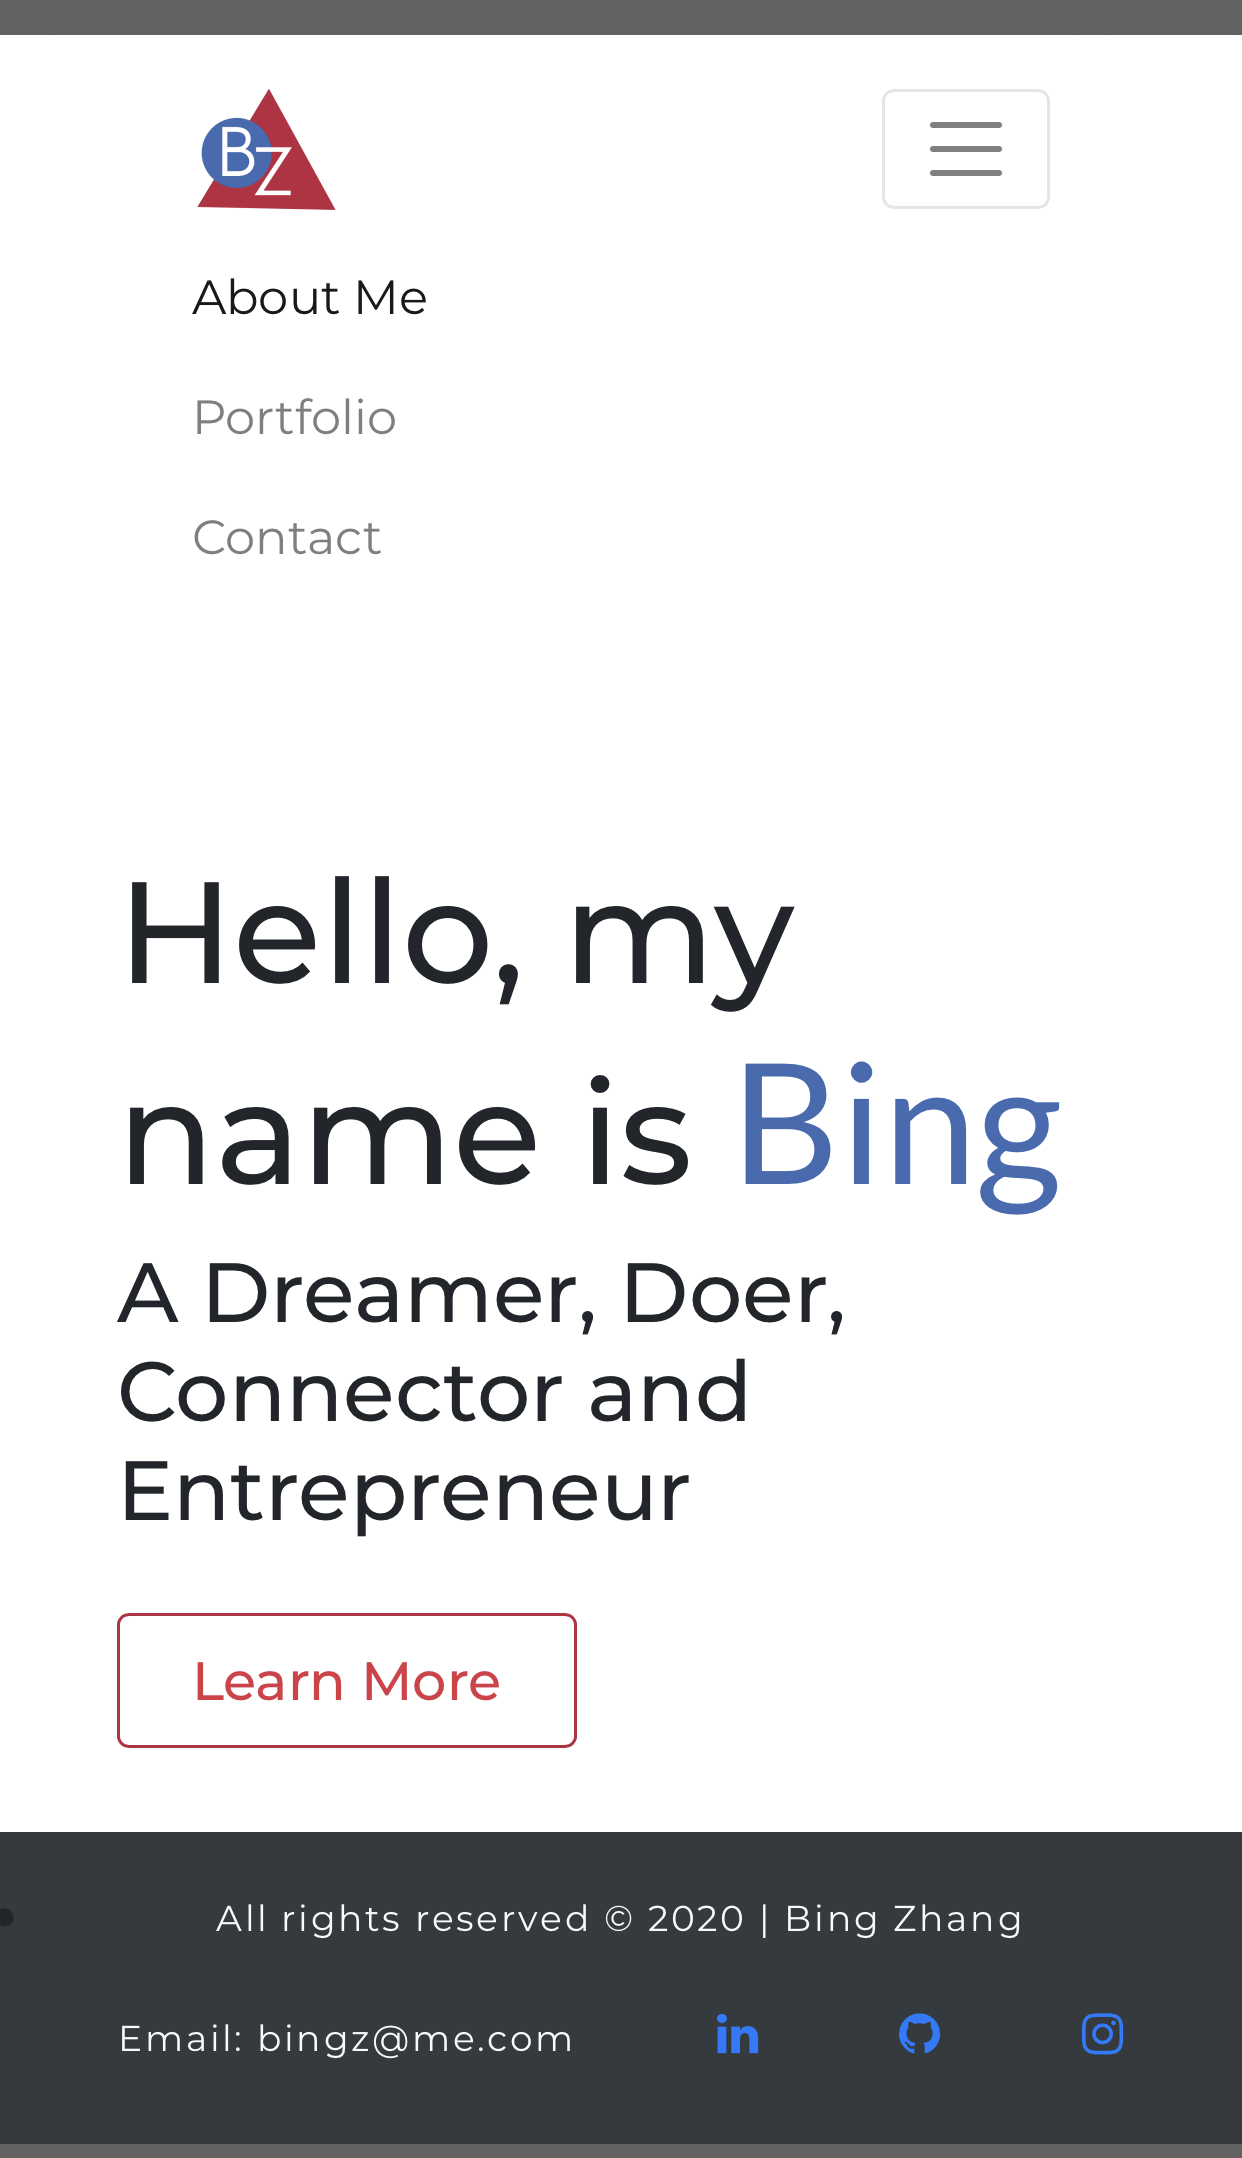 BZ
About Me
Portfolio
Contact
Hello, my
name is Bing
A Dreamer, Doer,
Connector and
Entrepreneur
Learn More
All rights reserved © 2020 | Bing Zhang
Email: bingz@me.com
in